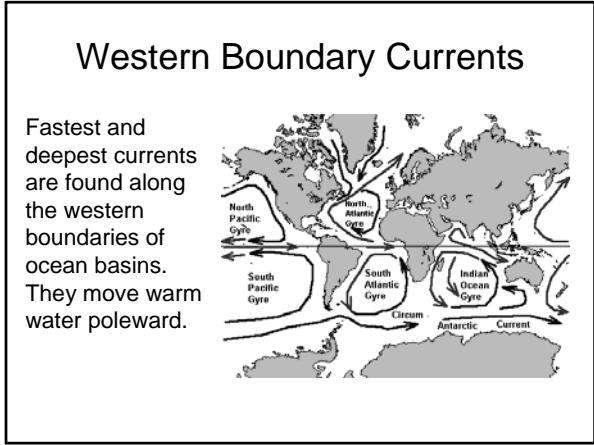 Western Boundary Currents
Fastest and
deepest currents
are found along
the western
boundaries of
ocean basins.
They move warm
water poleward.
North
Pacific
Gyre
North
Atlantic
Gyre
South
Pacific
Gyre
South
Atlantic
Gyre
Indian
Ocean
Gyre
Circum
Antarctic Current